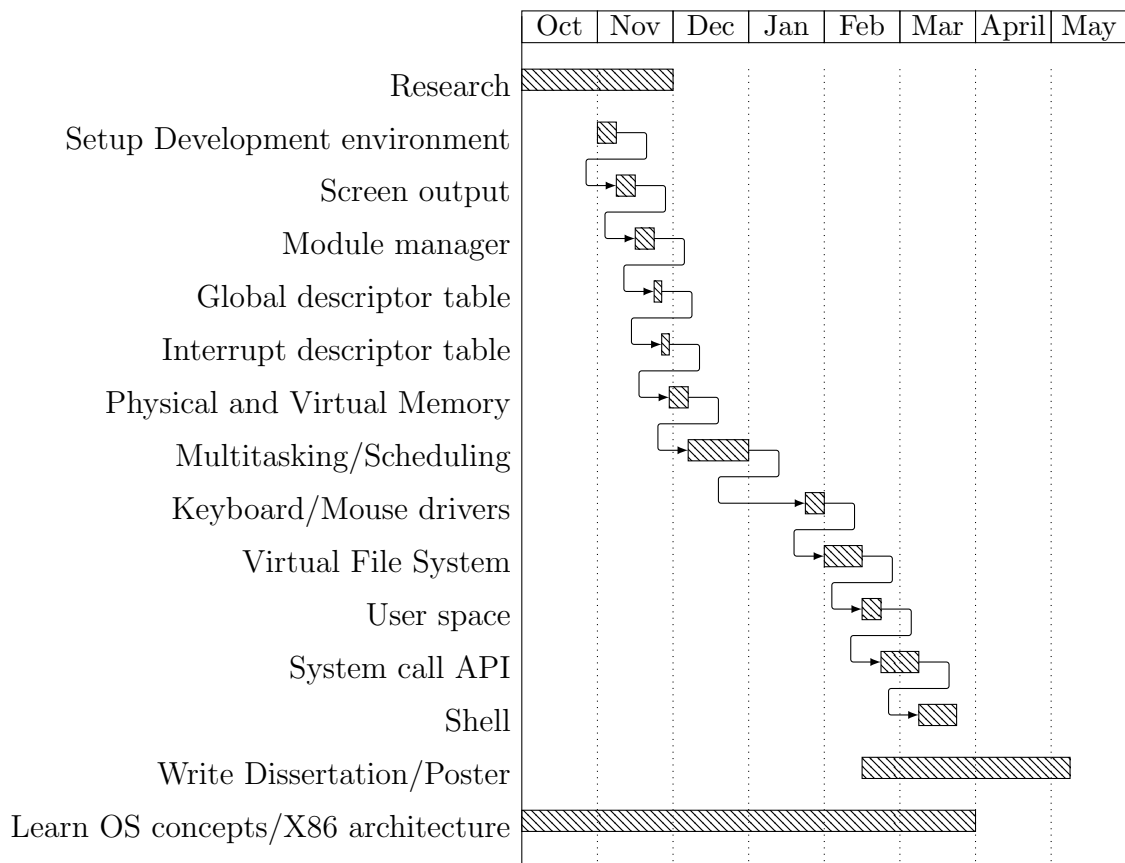 Oct Nov Dec Jan Feb Mar April May
Research
Setup Development environment
Screen output
Module manager
Global descriptor table
Interrupt descriptor table
Physical and Virtual Memory
Multitasking/Scheduling
Keyboard/Mouse drivers
Virtual File System
User space
System call API
Shell
Write Dissertation/Poster
Learn OS concepts/X86 architecture